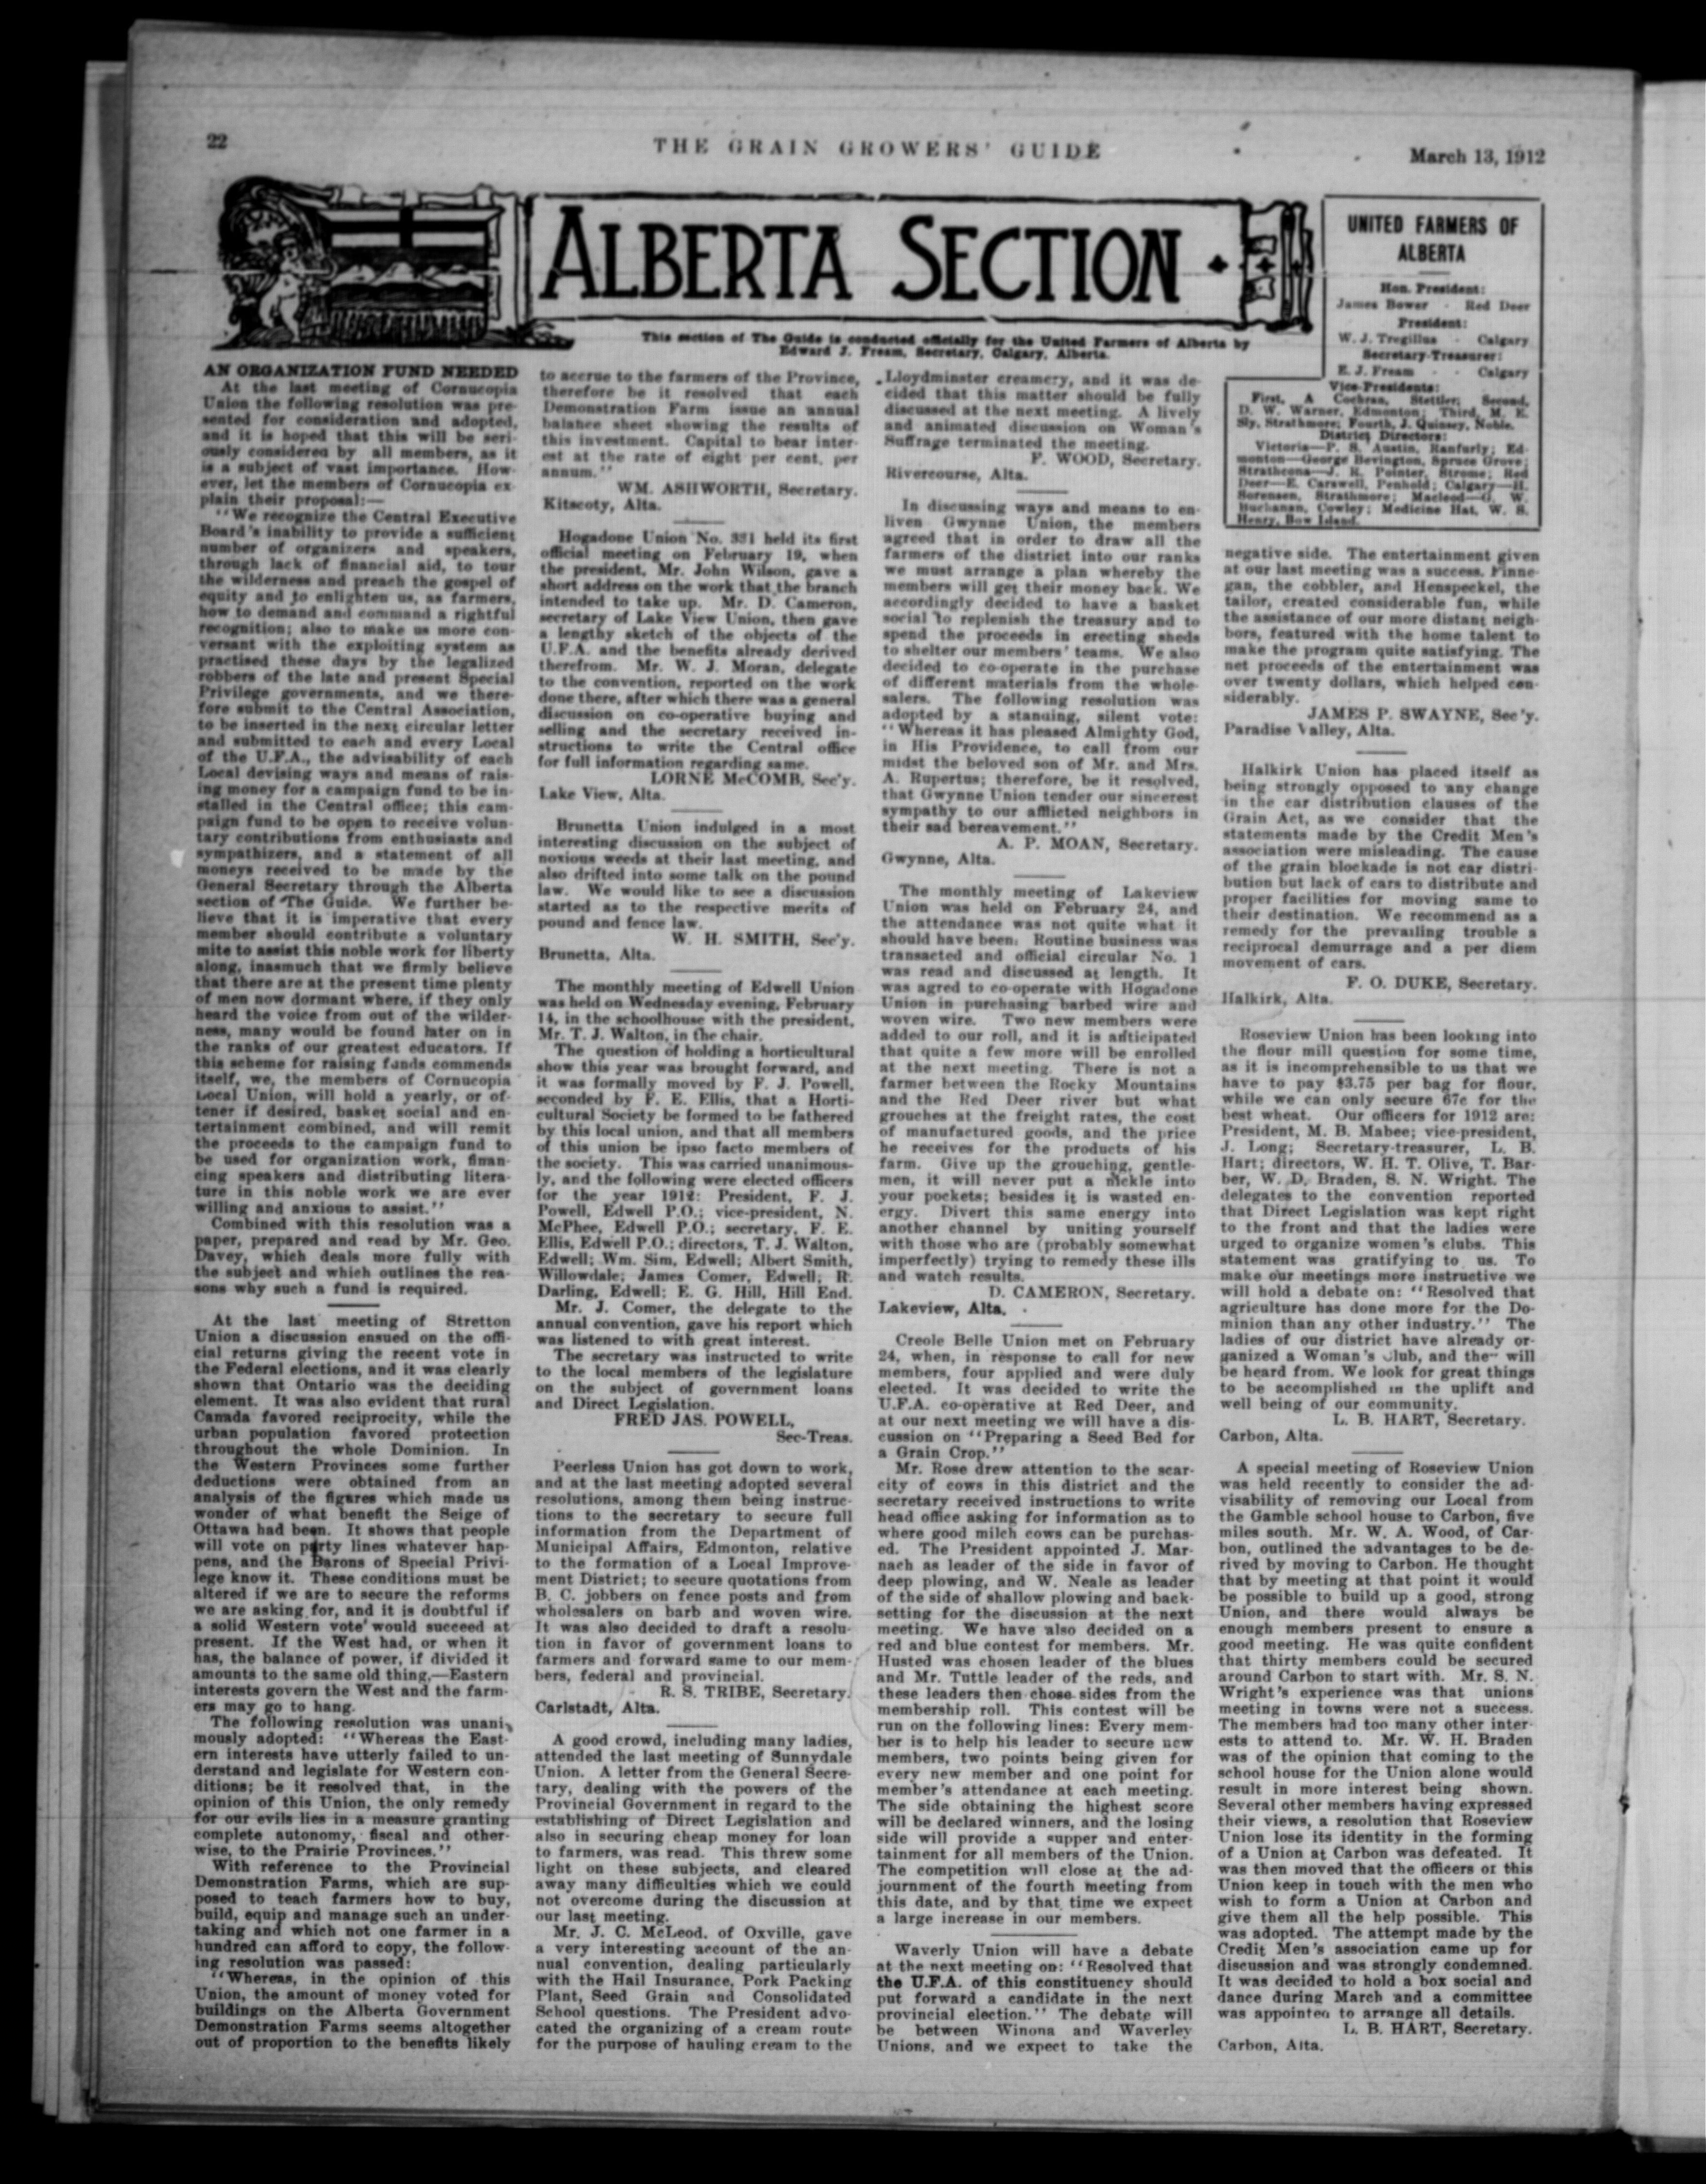 22
THE GRAIN GROWERS' GUIDE
March 13, 1912
ALBERTA SECTION
This section of The Guide is conducted officially for the United Farmers of Alberta by
Edward J. Fream, Secretary, Calgary, Alberta.
UNITED FARMERS OF
ALBERTA
Hon. President:
James Bower - Red Deer
President:
W. J. Tregillus - Calgary
Secretary-Treasurer:
E. J. Fream - - Calgary
Vice-Presidents:
First, A Cochran, Stettler; Second,
D. W. Warner, Edmonton; Third, M. E.
Sly, Strathmore; Fourth, J. Quinsey, Noble.
District Directors:
Victoria—P. S. Austin, Ranfurly; Ed-
monton—George Bevington, Spruce Grove;
Strathcona—J. R. Pointer, Strome; Red
Deer—E. Carswell, Penhold; Calgary—H.
Sorensen, Strathmore; Macleod—G. W.
Buchanan, Cowley; Medicine Hat, W. S.
Henry, Bow Island.
AN ORGANIZATION FUND NEEDED
At the last meeting of Cornucopia
Union the following resolution was pre-
sented for consideration and adopted,
and it is hoped that this will be seri-
ously considered by all members, as it
is a subject of vast importance. How-
ever, let the members of Cornucopia ex-
plain their proposal:—
"We recognize the Central Executive
Board's inability to provide a sufficient
number of organizers and speakers,
through lack of financial aid, to tour
the wilderness and preach the gospel of
equity and to enlighten us, as farmers,
how to demand and command a rightful
recognition; also to make us more con-
versant with the exploiting system as
practised these days by the legalized
robbers of the late and present Special
Privilege governments, and we there-
fore submit to the Central Association,
to be inserted in the next circular letter
and submitted to each and every Local
of the U.F.A., the advisability of each
Local devising ways and means of rais-
ing money for a campaign fund to be in-
stalled in the Central office; this cam-
paign fund to be open to receive volun-
tary contributions from enthusiasts and
sympathizers, and a statement of all
moneys received to be made by the
General Secretary through the Alberta
section of The Guide. We further be-
lieve that it is imperative that every
member should contribute a voluntary
mite to assist this noble work for liberty
along, inasmuch that we firmly believe
that there are at the present time plenty
of men now dormant where, if they only
heard the voice from out of the wilder-
ness, many would be found later on in
the ranks of our greatest educators. If
this scheme for raising funds commends
itself, we, the members of Cornucopia
Local Union, will hold a yearly, or of-
tener if desired, basket social and en-
tertainment combined, and will remit
the proceeds to the campaign fund to
be used for organization work, finan-
cing speakers and distributing litera-
ture in this noble work we are ever
willing and anxious to assist."
Combined with this resolution was a
paper, prepared and read by Mr. Geo.
Davey, which deals more fully with
the subject and which outlines the rea-
sons why such a fund is required.
At the last meeting of Stretton
Union a discussion ensued on the offi-
cial returns giving the recent vote in
the Federal elections, and it was clearly
shown that Ontario was the deciding
element. It was also evident that rural
Canada favored reciprocity, while the
urban population favored protection
throughout the whole Dominion. In
the Western Provinces some further
deductions were obtained from an
analysis of the figures which made us
wonder of what benefit the Seige of
Ottawa had been. It shows that people
will vote on party lines whatever hap-
pens, and the Barons of Special Privi-
lege know it. These conditions must be
altered if we are to secure the reforms
we are asking for, and it is doubtful if
a solid Western vote would succeed at
present. If the West had, or when it
has, the balance of power, if divided it
amounts to the same old thing,—Eastern
interests govern the West and the farm-
ers may go to hang.
The following resolution was unani-
mously adopted: "Whereas the East-
ern interests have utterly failed to un-
derstand and legislate for Western con-
ditions; be it resolved that, in the
opinion of this Union, the only remedy
for our evils lies in a measure granting
complete autonomy, fiscal and other-
wise, to the Prairie Provinces."
With reference to the Provincial
Demonstration Farms, which are sup-
posed to teach farmers how to buy,
build, equip and manage such an under-
taking and which not one farmer in a
hundred can afford to copy, the follow-
ing resolution was passed:
"Whereas, in the opinion of this
Union, the amount of money voted for
buildings on the Alberta Government
Demonstration Farms seems altogether
out of proportion to the benefits likely
to accrue to the farmers of the Province,
therefore be it resolved that each
Demonstration Farm issue an annual
balance sheet showing the results of
this investment. Capital to bear inter-
est at the rate of eight per cent. per
annum."
WM. ASHWORTH, Secretary.
Kitscoty, Alta.
Hogadone Union No. 331 held its first
official meeting on February 19, when
the president, Mr. John Wilson, gave a
short address on the work that the branch
intended to take up. Mr. D. Cameron,
secretary of Lake View Union, then gave
a lengthy sketch of the objects of the
U.F.A. and the benefits already derived
therefrom. Mr. W. J. Moran, delegate
to the convention, reported on the work
done there, after which there was a general
discussion on co-operative buying and
selling and the secretary received in-
structions to write the Central office
for full information regarding same.
LORNE McCOMB, Sec'y.
Lake View, Alta.
Brunetta Union indulged in a most
interesting discussion on the subject of
noxious weeds at their last meeting, and
also drifted into some talk on the pound
law. We would like to see a discussion
started as to the respective merits of
pound and fence law.
W. H. SMITH, Sec'y.
Brunetta, Alta.
The monthly meeting of Edwell Union
was held on Wednesday evening, February
14, in the schoolhouse with the president,
Mr. T. J. Walton, in the chair.
The question of holding a horticultural
show this year was brought forward, and
it was formally moved by F. J. Powell,
seconded by F. E. Ellis, that a Horti-
cultural Society be formed to be fathered
by this local union, and that all members
of this union be ipso facto members of
the society. This was carried unanimous-
ly, and the following were elected officers
for the year 1912: President, F. J.
Powell, Edwell P.O.; vice-president, N.
McPhee, Edwell P.O.; secretary, F. E.
Ellis, Edwell P.O.; directors, T. J. Walton,
Edwell; Wm. Sim, Edwell; Albert Smith,
Willowdale; James Comer, Edwell; R.
Darling, Edwell; E. G. Hill, Hill End.
Mr. J. Comer, the delegate to the
annual convention, gave his report which
was listened to with great interest.
The secretary was instructed to write
to the local members of the legislature
on the subject of government loans
and Direct Legislation.
FRED JAS. POWELL,
Sec-Treas.
Peerless Union has got down to work,
and at the last meeting adopted several
resolutions, among them being instruc-
tions to the secretary to secure full
information from the Department of
Municipal Affairs, Edmonton, relative
to the formation of a Local Improve-
ment District; to secure quotations from
B. C. jobbers on fence posts and from
wholesalers on barb and woven wire.
It was also decided to draft a resolu-
tion in favor of government loans to
farmers and forward same to our mem-
bers, federal and provincial.
R. S. TRIBE, Secretary.
Carlstadt, Alta.
A good crowd, including many ladies,
attended the last meeting of Sunnydale
Union. A letter from the General Secre-
tary, dealing with the powers of the
Provincial Government in regard to the
establishing of Direct Legislation and
also in securing cheap money for loan
to farmers, was read. This threw some
light on these subjects, and cleared
away many difficulties which we could
not overcome during the discussion at
our last meeting.
Mr. J. C. McLeod, of Oxville, gave
a very interesting account of the an-
nual convention, dealing particularly
with the Hail Insurance, Pork Packing
Plant, Seed Grain and Consolidated
School questions. The President advo-
cated the organizing of a cream route
for the purpose of hauling cream to the
Lloydminster creamery, and it was de-
cided that this matter should be fully
discussed at the next meeting. A lively
and animated discussion on Woman's
Suffrage terminated the meeting.
F. WOOD, Secretary.
Rivercourse, Alta.
In discussing ways and means to en-
liven Gwynne Union, the members
agreed that in order to draw all the
farmers of the district into our ranks
we must arrange a plan whereby the
members will get their money back. We
accordingly decided to have a basket
social to replenish the treasury and to
spend the proceeds in erecting sheds
to shelter our members' teams. We also
decided to co-operate in the purchase
of different materials from the whole-
salers. The following resolution was
adopted by a standing, silent vote:
"Whereas it has pleased Almighty God,
in His Providence, to call from our
midst the beloved son of Mr. and Mrs.
A. Rupertus; therefore, be it resolved,
that Gwynne Union tender our sincerest
sympathy to our afflicted neighbors in
their sad bereavement."
A. P. MOAN, Secretary.
Gwynne, Alta.
The monthly meeting of Lakeview
Union was held on February 24, and
the attendance was not quite what it
should have been. Routine business was
transacted and official circular No. 1
was read and discussed at length. It
was agred to co-operate with Hogadone
Union in purchasing barbed wire and
woven wire. Two new members were
added to our roll, and it is anticipated
that quite a few more will be enrolled
at the next meeting. There is not a
farmer between the Rocky Mountains
and the Red Deer river but what
grouches at the freight rates, the cost
of manufactured goods, and the price
he receives for the products of his
farm. Give up the grouching, gentle-
men, it will never put a nickle into
your pockets; besides it is wasted en-
ergy. Divert this same energy into
another channel by uniting yourself
with those who are (probably somewhat
imperfectly) trying to remedy these ills
and watch results.
D. CAMERON, Secretary.
Lakeview, Alta.
Creole Belle Union met on February
24, when, in response to call for new
members, four applied and were duly
elected. It was decided to write the
U.F.A. co-operative at Red Deer, and
at our next meeting we will have a dis-
cussion on "Preparing a Seed Bed for
a Grain Crop."
Mr. Rose drew attention to the scar-
city of cows in this district and the
secretary received instructions to write
head office asking for information as to
where good milch cows can be purchas-
ed. The President appointed J. Mar-
nach as leader of the side in favor of
deep plowing, and W. Neale as leader
of the side of shallow plowing and back-
setting for the discussion at the next
meeting. We have also decided on a
red and blue contest for members. Mr.
Husted was chosen leader of the blues
and Mr. Tuttle leader of the reds, and
these leaders then chose sides from the
membership roll. This contest will be
run on the following lines: Every mem-
ber is to help his leader to secure new
members, two points being given for
every new member and one point for
member's attendance at each meeting.
The side obtaining the highest score
will be declared winners, and the losing
side will provide a supper and enter-
tainment for all members of the Union.
The competition will close at the ad-
journment of the fourth meeting from
this date, and by that time we expect
a large increase in our members.
Waverly Union will have a debate
at the next meeting on: "Resolved that
the U.F.A. of this constituency should
put forward a candidate in the next
provincial election." The debate will
be between Winona and Waverley
Unions, and we expect to take the
negative side. The entertainment given
at our last meeting was a success. Finne-
gan, the cobbler, and Henspeckel, the
tailor, created considerable fun, while
the assistance of our more distant neigh-
bors, featured with the home talent to
make the program quite satisfying. The
net proceeds of the entertainment was
over twenty dollars, which helped con-
siderably.
JAMES P. SWAYNE, Sec'y.
Paradise Valley, Alta.
Halkirk Union has placed itself as
being strongly opposed to any change
in the car distribution clauses of the
Grain Act, as we consider that the
statements made by the Credit Men's
association were misleading. The cause
of the grain blockade is not car distri-
bution but lack of cars to distribute and
proper facilities for moving same to
their destination. We recommend as a
remedy for the prevailing trouble a
reciprocal demurrage and a per diem
movement of cars.
F. O. DUKE, Secretary.
Halkirk, Alta.
Roseview Union has been looking into
the flour mill question for some time,
as it is incomprehensible to us that we
have to pay $3.75 per bag for flour,
while we can only secure 67c for the
best wheat. Our officers for 1912 are:
President, M. B. Mabee; vice-president,
J. Long; Secretary-treasurer, L. B.
Hart; directors, W. H. T. Olive, T. Bar-
ber, W. D. Braden, S. N. Wright. The
delegates to the convention reported
that Direct Legislation was kept right
to the front and that the ladies were
urged to organize women's clubs. This
statement was gratifying to us. To
make our meetings more instructive we
will hold a debate on: "Resolved that
agriculture has done more for the Do-
minion than any other industry." The
ladies of our district have already or-
ganized a Woman's Club, and they will
be heard from. We look for great things
to be accomplished in the uplift and
well being of our community.
L. B. HART, Secretary.
Carbon, Alta.
A special meeting of Roseview Union
was held recently to consider the ad-
visability of removing our Local from
the Gamble school house to Carbon, five
miles south. Mr. W. A. Wood, of Car-
bon, outlined the advantages to be de-
rived by moving to Carbon. He thought
that by meeting at that point it would
be possible to build up a good, strong
Union, and there would always be
enough members present to ensure a
good meeting. He was quite confident
that thirty members could be secured
around Carbon to start with. Mr. S. N.
Wright's experience was that unions
meeting in towns were not a success.
The members had too many other inter-
ests to attend to. Mr. W. H. Braden
was of the opinion that coming to the
school house for the Union alone would
result in more interest being shown.
Several other members having expressed
their views, a resolution that Roseview
Union lose its identity in the forming
of a Union at Carbon was defeated. It
was then moved that the officers of this
Union keep in touch with the men who
wish to form a Union at Carbon and
give them all the help possible. This
was adopted. The attempt made by the
Credit Men's association came up for
discussion and was strongly condemned.
It was decided to hold a box social and
dance during March and a committee
was appointed to arrange all details.
L. B. HART, Secretary.
Carbon, Alta.